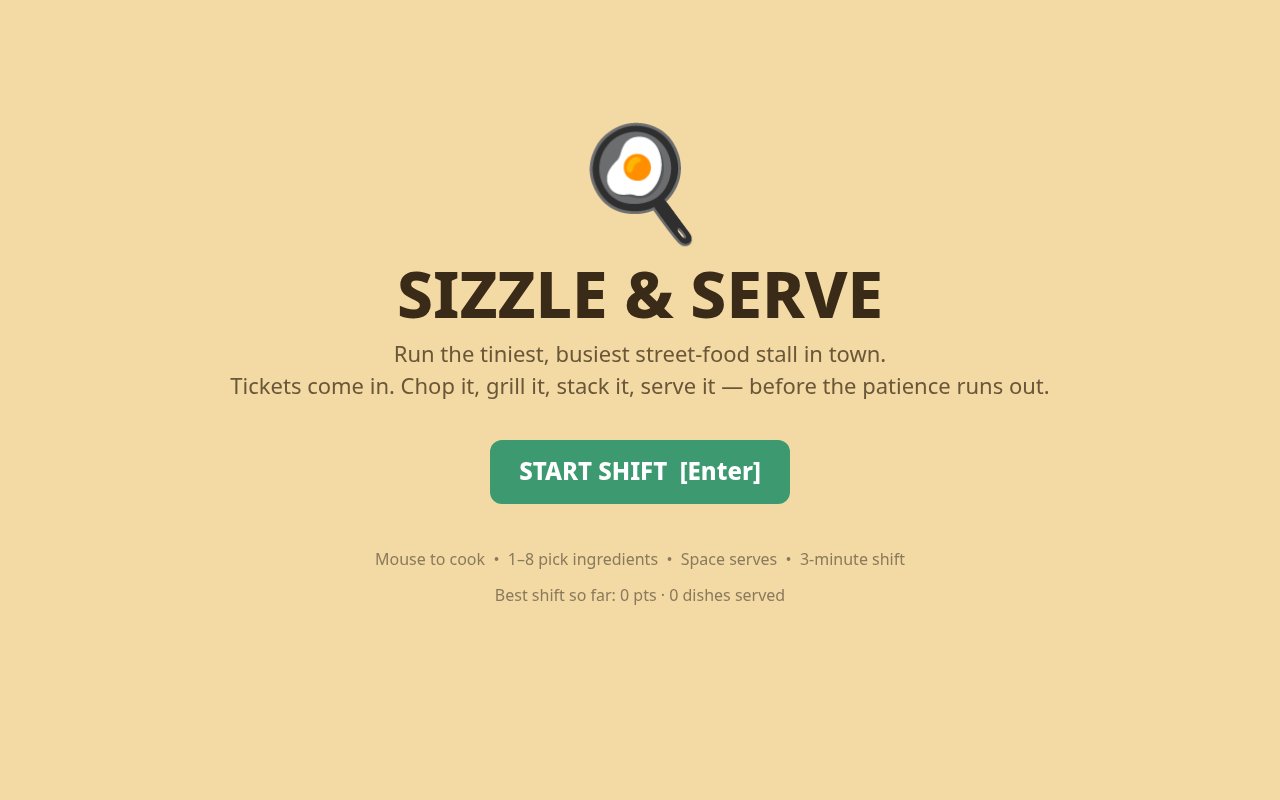 SIZZLE & SERVE
Run the tiniest, busiest street-food stall in town.
Tickets come in. Chop it, grill it, stack it, serve it — before the patience runs out.
START SHIFT  [Enter]
Mouse to cook  •  1–8 pick ingredients  •  Space serves  •  3-minute shift
Best shift so far: 0 pts · 0 dishes served